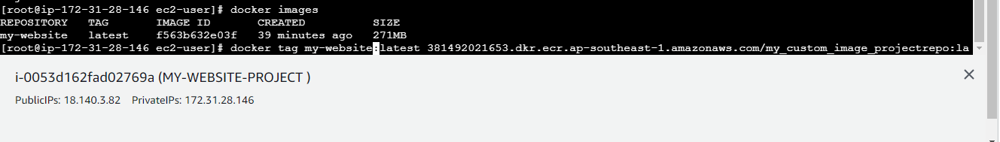 [root@ip-172-31-28-146 ec2-user]# docker images
REPOSITORY   TAG      IMAGE ID       CREATED          SIZE
my-website   latest   f563b632e03f   39 minutes ago   271MB
[root@ip-172-31-28-146 ec2-user]# docker tag my-website:latest 381492021653.dkr.ecr.ap-southeast-1.amazonaws.com/my_custom_image_projectrepo:la
i-0053d162fad02769a (MY-WEBSITE-PROJECT )
PublicIPs: 18.140.3.82   PrivateIPs: 172.31.28.146